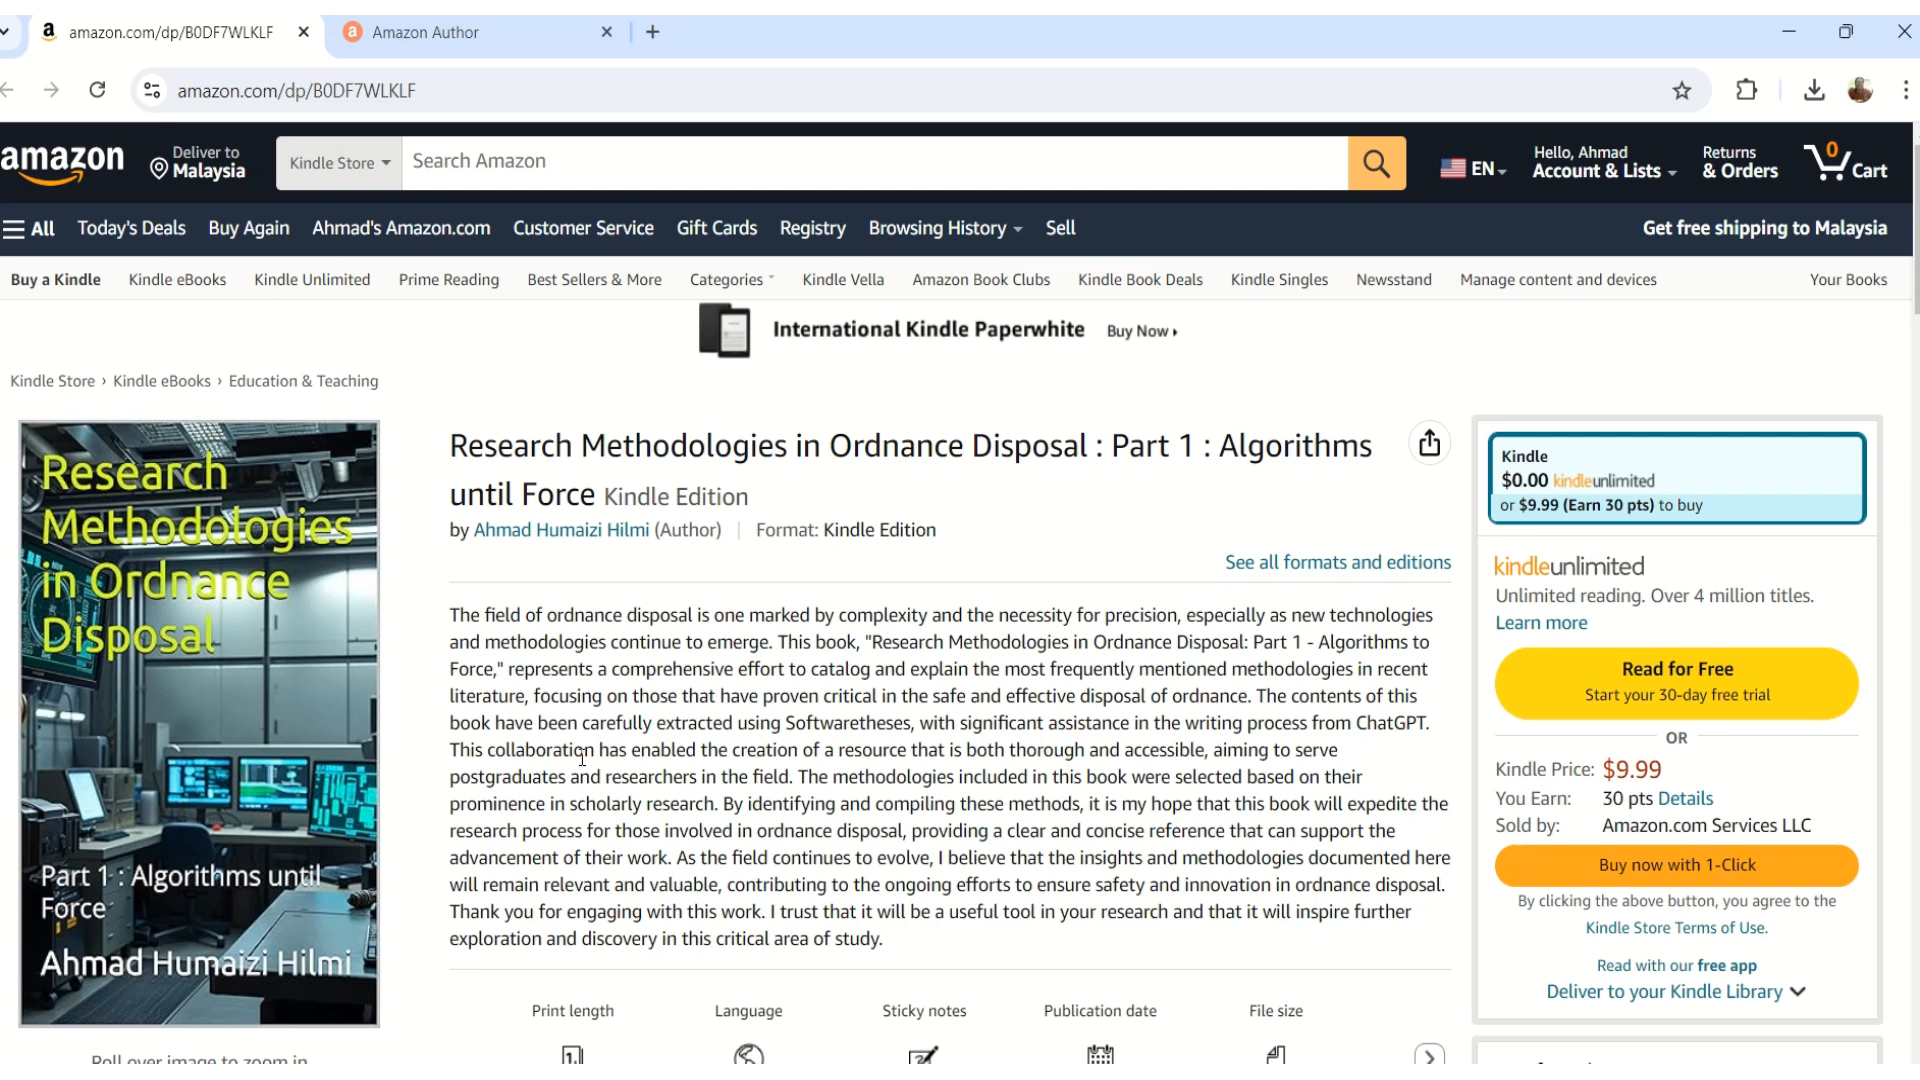 amazon.com/dp/B0DF7WLKLF
Amazon Author
amazon.com/dp/B0DF7WLKLF
amazon
Deliver to
Malaysia
Kindle Store
Search Amazon
EN
Hello, Ahmad
Account & Lists
Returns
& Orders
0
Cart
All
Today's Deals
Buy Again
Ahmad's Amazon.com
Customer Service
Gift Cards
Registry
Browsing History
Sell
Get free shipping to Malaysia
Buy a Kindle
Kindle eBooks
Kindle Unlimited
Prime Reading
Best Sellers & More
Categories
Kindle Vella
Amazon Book Clubs
Kindle Book Deals
Kindle Singles
Newsstand
Manage content and devices
Your Books
International Kindle Paperwhite Buy Now
Kindle Store › Kindle eBooks › Education & Teaching
Research
Methodologies
in Ordnance
Disposal
Part 1 : Algorithms until
Force
Ahmad Humaizi Hilmi
Roll over image to zoom in
Research Methodologies in Ordnance Disposal : Part 1 : Algorithms
until Force Kindle Edition
by Ahmad Humaizi Hilmi (Author) | Format: Kindle Edition
See all formats and editions
The field of ordnance disposal is one marked by complexity and the necessity for precision, especially as new technologies
and methodologies continue to emerge. This book, "Research Methodologies in Ordnance Disposal: Part 1 - Algorithms to
Force," represents a comprehensive effort to catalog and explain the most frequently mentioned methodologies in recent
literature, focusing on those that have proven critical in the safe and effective disposal of ordnance. The contents of this
book have been carefully extracted using Softwaretheses, with significant assistance in the writing process from ChatGPT.
This collaboration has enabled the creation of a resource that is both thorough and accessible, aiming to serve
postgraduates and researchers in the field. The methodologies included in this book were selected based on their
prominence in scholarly research. By identifying and compiling these methods, it is my hope that this book will expedite the
research process for those involved in ordnance disposal, providing a clear and concise reference that can support the
advancement of their work. As the field continues to evolve, I believe that the insights and methodologies documented here
will remain relevant and valuable, contributing to the ongoing efforts to ensure safety and innovation in ordnance disposal.
Thank you for engaging with this work. I trust that it will be a useful tool in your research and that it will inspire further
exploration and discovery in this critical area of study.
Print length
Language
Sticky notes
Publication date
File size
Kindle
$0.00 kindleunlimited
or $9.99 (Earn 30 pts) to buy
kindleunlimited
Unlimited reading. Over 4 million titles.
Learn more
Read for Free
Start your 30-day free trial
OR
Kindle Price: $9.99
You Earn: 30 pts Details
Sold by: Amazon.com Services LLC
Buy now with 1-Click
By clicking the above button, you agree to the
Kindle Store Terms of Use.
Read with our free app
Deliver to your Kindle Library